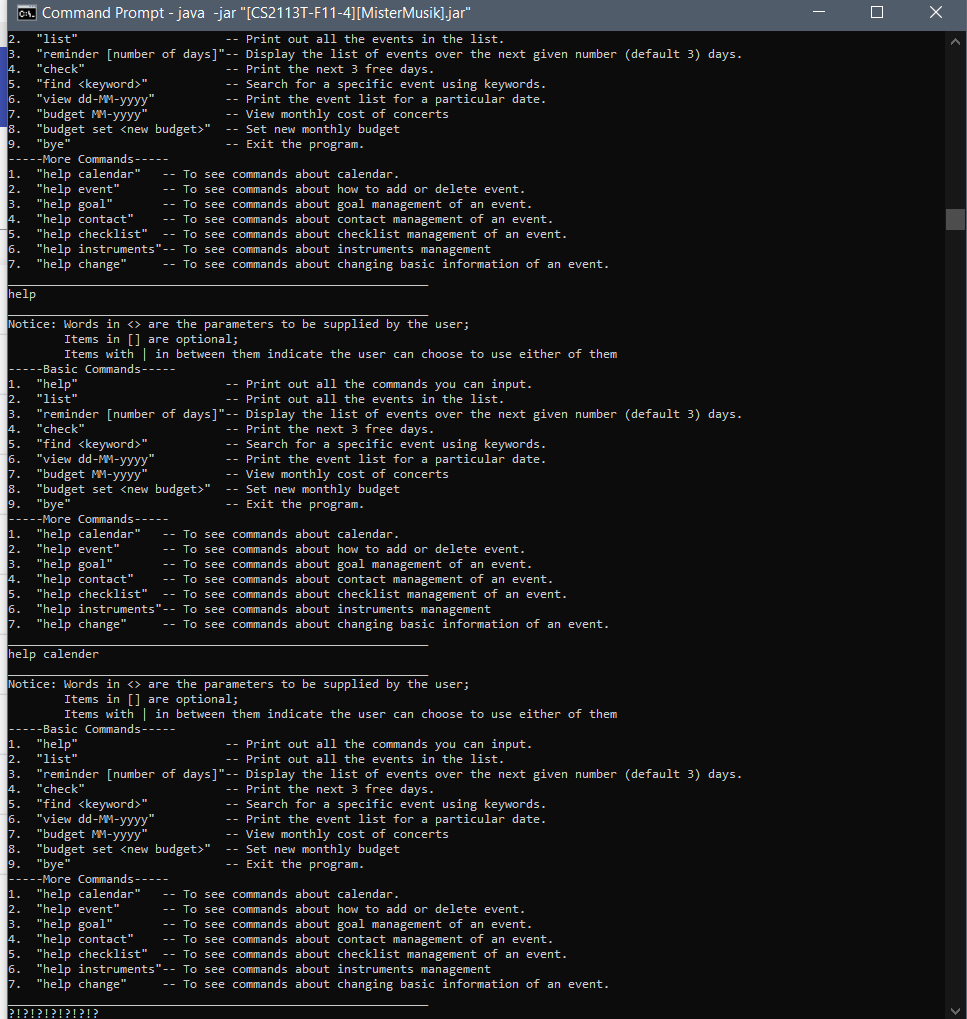 Command Prompt - java  -jar "[CS2113T-F11-4][MisterMusik].jar"
2.  "list"                     -- Print out all the events in the list.
3.  "reminder [number of days]"-- Display the list of events over the next given number (default 3) days.
4.  "check"                    -- Print the next 3 free days.
5.  "find <keyword>"           -- Search for a specific event using keywords.
6.  "view dd-MM-yyyy"          -- Print the event list for a particular date.
7.  "budget MM-yyyy"           -- View monthly cost of concerts
8.  "budget set <new budget>"  -- Set new monthly budget
9.  "bye"                      -- Exit the program.
-----More Commands-----
1.  "help calendar"   -- To see commands about calendar.
2.  "help event"      -- To see commands about how to add or delete event.
3.  "help goal"       -- To see commands about goal management of an event.
4.  "help contact"    -- To see commands about contact management of an event.
5.  "help checklist"  -- To see commands about checklist management of an event.
6.  "help instruments"-- To see commands about instruments management
7.  "help change"     -- To see commands about changing basic information of an event.
____________________________________________________________
help
____________________________________________________________
Notice: Words in <> are the parameters to be supplied by the user;
        Items in [] are optional;
        Items with | in between them indicate the user can choose to use either of them
-----Basic Commands-----
1.  "help"                     -- Print out all the commands you can input.
2.  "list"                     -- Print out all the events in the list.
3.  "reminder [number of days]"-- Display the list of events over the next given number (default 3) days.
4.  "check"                    -- Print the next 3 free days.
5.  "find <keyword>"           -- Search for a specific event using keywords.
6.  "view dd-MM-yyyy"          -- Print the event list for a particular date.
7.  "budget MM-yyyy"           -- View monthly cost of concerts
8.  "budget set <new budget>"  -- Set new monthly budget
9.  "bye"                      -- Exit the program.
-----More Commands-----
1.  "help calendar"   -- To see commands about calendar.
2.  "help event"      -- To see commands about how to add or delete event.
3.  "help goal"       -- To see commands about goal management of an event.
4.  "help contact"    -- To see commands about contact management of an event.
5.  "help checklist"  -- To see commands about checklist management of an event.
6.  "help instruments"-- To see commands about instruments management
7.  "help change"     -- To see commands about changing basic information of an event.
____________________________________________________________
help calender
____________________________________________________________
Notice: Words in <> are the parameters to be supplied by the user;
        Items in [] are optional;
        Items with | in between them indicate the user can choose to use either of them
-----Basic Commands-----
1.  "help"                     -- Print out all the commands you can input.
2.  "list"                     -- Print out all the events in the list.
3.  "reminder [number of days]"-- Display the list of events over the next given number (default 3) days.
4.  "check"                    -- Print the next 3 free days.
5.  "find <keyword>"           -- Search for a specific event using keywords.
6.  "view dd-MM-yyyy"          -- Print the event list for a particular date.
7.  "budget MM-yyyy"           -- View monthly cost of concerts
8.  "budget set <new budget>"  -- Set new monthly budget
9.  "bye"                      -- Exit the program.
-----More Commands-----
1.  "help calendar"   -- To see commands about calendar.
2.  "help event"      -- To see commands about how to add or delete event.
3.  "help goal"       -- To see commands about goal management of an event.
4.  "help contact"    -- To see commands about contact management of an event.
5.  "help checklist"  -- To see commands about checklist management of an event.
6.  "help instruments"-- To see commands about instruments management
7.  "help change"     -- To see commands about changing basic information of an event.
____________________________________________________________
?!?!?!?!?!?!?